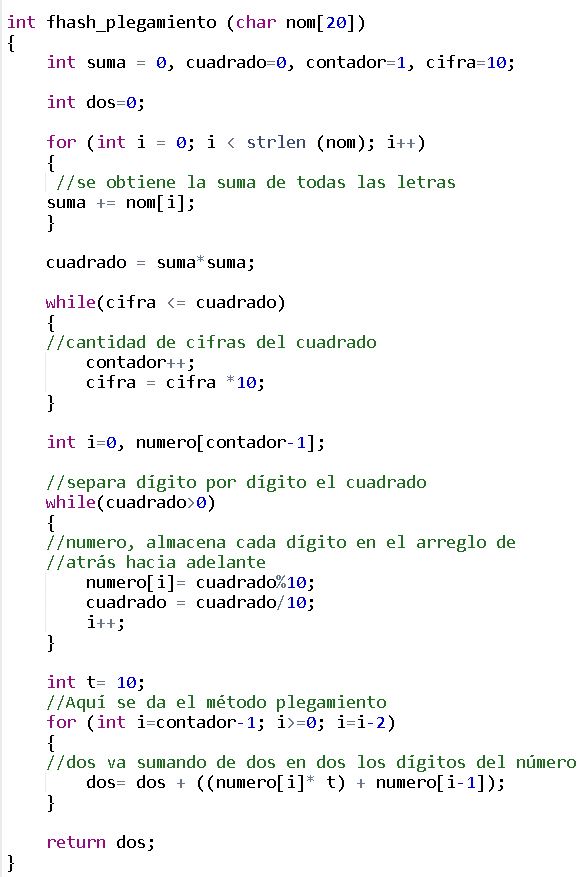 int fhash_plegamiento (char nom[20])
{
    int suma = 0, cuadrado=0, contador=1, cifra=10;

    int dos=0;

    for (int i = 0; i < strlen (nom); i++)
    {
     //se obtiene la suma de todas las letras
    suma += nom[i];
    }

    cuadrado = suma*suma;

    while(cifra <= cuadrado)
    {
    //cantidad de cifras del cuadrado
        contador++;
        cifra = cifra *10;
    }

    int i=0, numero[contador-1];

    //separa dígito por dígito el cuadrado
    while(cuadrado>0)
    {
    //numero, almacena cada dígito en el arreglo de
    //atrás hacia adelante
        numero[i]= cuadrado%10;
        cuadrado = cuadrado/10;
        i++;
    }

    int t= 10;
    //Aquí se da el método plegamiento
    for (int i=contador-1; i>=0; i=i-2)
    {
    //dos va sumando de dos en dos los dígitos del número
        dos= dos + ((numero[i]* t) + numero[i-1]);
    }

    return dos;
}